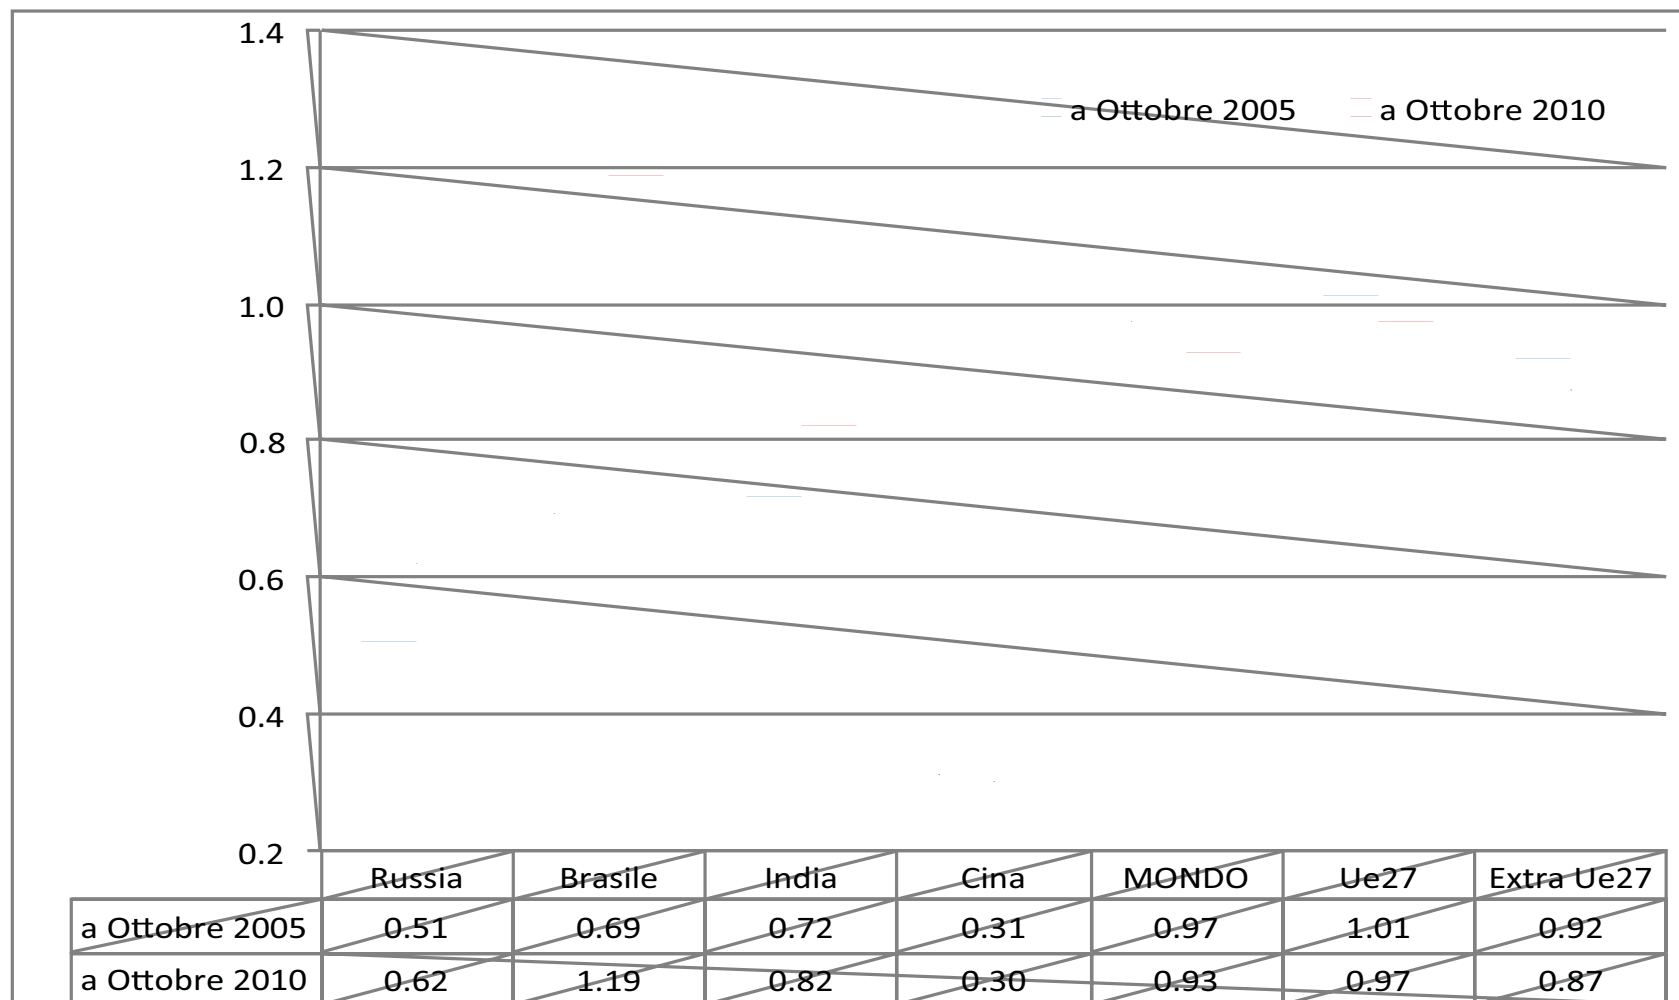 1.4
a Ottobre 2005 a Ottobre 2010
1.2
1.0
0.8
0.6
0.4
0.2
Russia Brasile India Cina MONDO Ue27 Extra Ue27
a Ottobre 2005 0.51 0.69 0.72 0.31 0.97 1.01 0.92
a Ottobre 2010 0.62 1.19 0.82 0.30 0.93 0.97 0.87